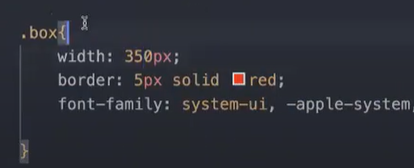 .box{
width: 350px;
border: 5px solid red;
font-family: system-ui, -apple-system,
}